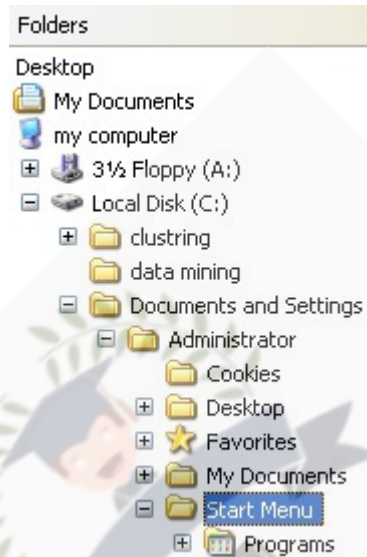 Folders
Desktop
My Documents
my computer
3½ Floppy (A:)
Local Disk (C:)
clustring
data mining
Documents and Settings
Administrator
Cookies
Desktop
Favorites
My Documents
Start Menu
Programs